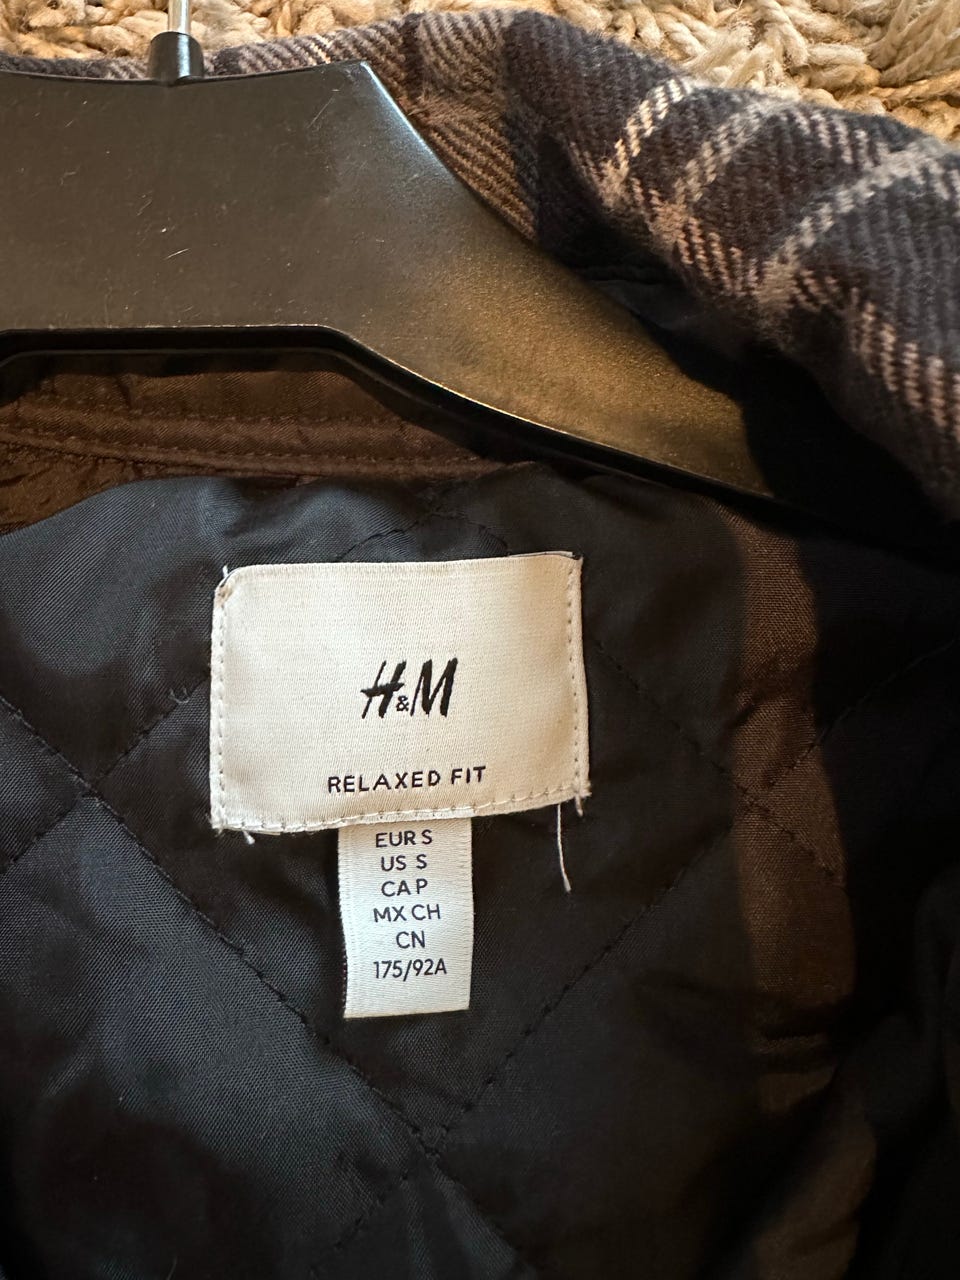 H&M
RELAXED FIT
EUR S
US S
CA P
MX CH
CN
175/92A